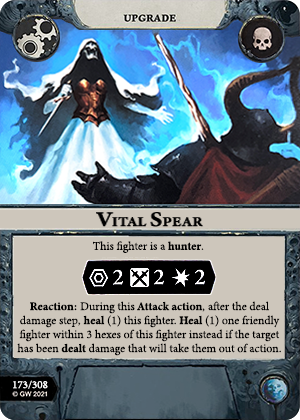 UPGRADE
VITAL SPEAR
This fighter is a hunter.
2 2 2
Reaction: During this Attack action, after the deal
damage step, heal (1) this fighter. Heal (1) one friendly
fighter within 3 hexes of this fighter instead if the target
has been dealt damage that will take them out of action.
173/308
© GW 2021